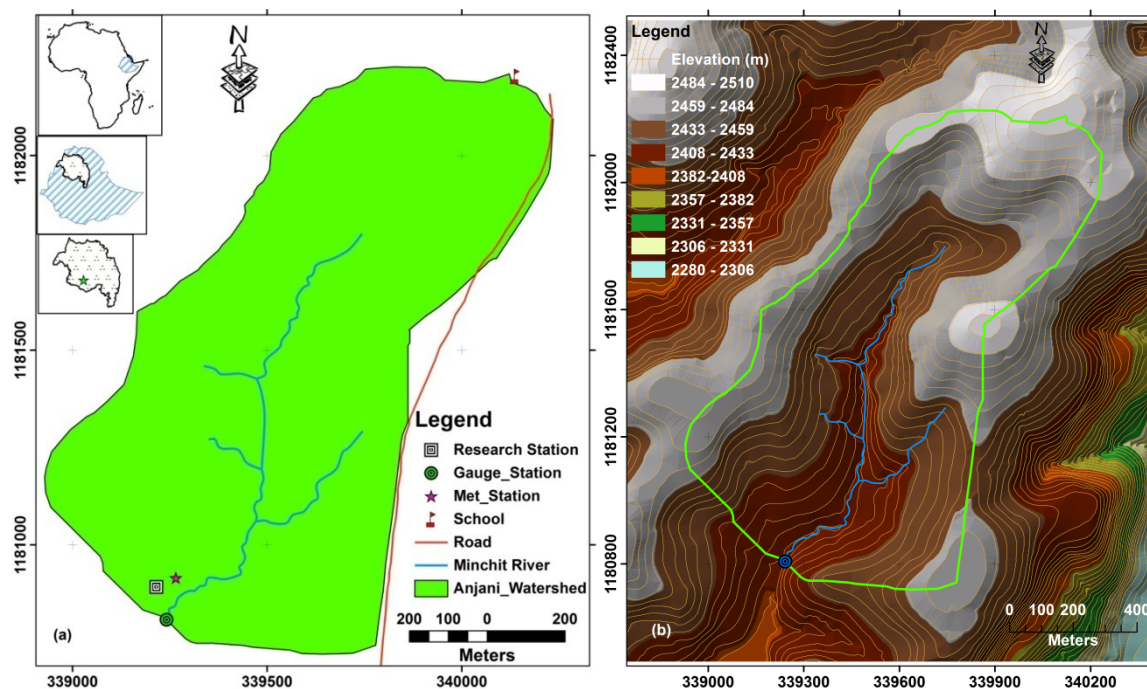 N
1182000
1181500
1181000
339000
339500
340000
Legend
Research Station
Gauge_Station
Met_Station
School
Road
Minchit River
Anjani_Watershed
200 100 0 200
Meters
(a)
Legend
N
Elevation (m)
2484 - 2510
2459 - 2484
2433 - 2459
2408 - 2433
2382-2408
2357 - 2382
2331 - 2357
2306 - 2331
2280 - 2306
1182400
1182000
1181600
1181200
1180800
0 100 200 400
Meters
(b)
339000
339300
339600
339900
340200